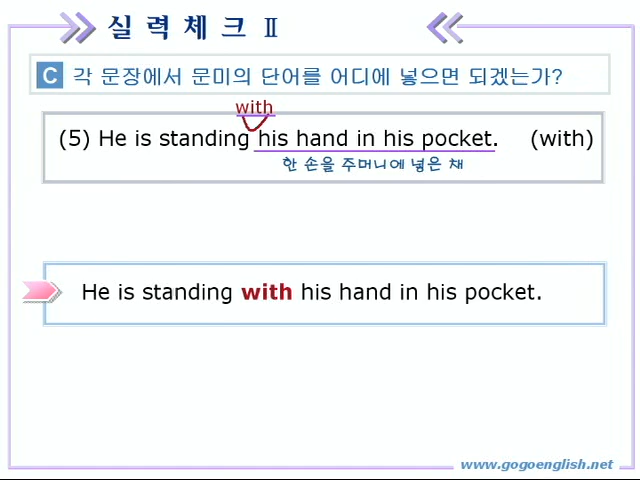 실 력 체 크 Ⅱ
C 각 문장에서 문미의 단어를 어디에 넣으면 되겠는가?
with
(5) He is standing his hand in his pocket. (with)
한 손을 주머니에 넣은 채
He is standing with his hand in his pocket.
www.gogoenglish.net